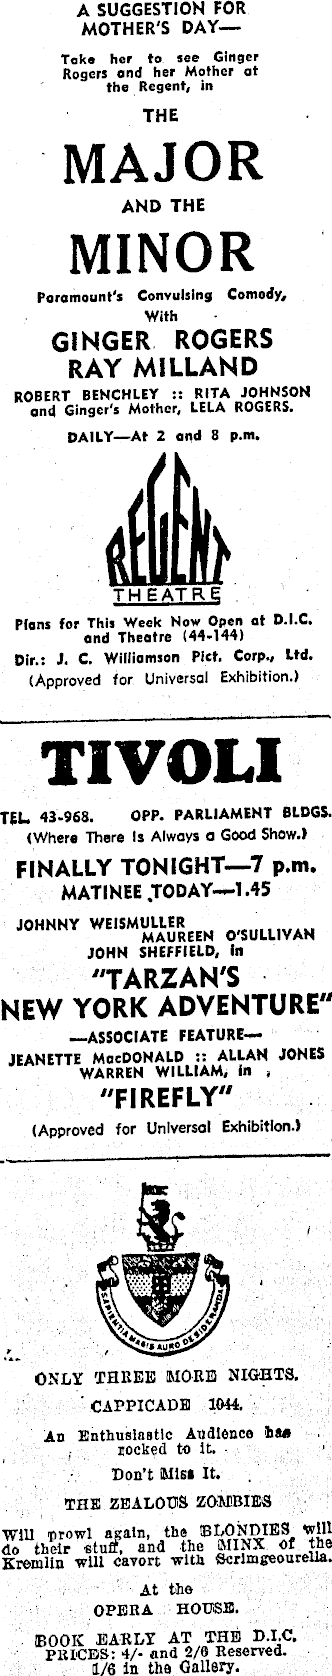 A SUGGESTION FOR
MOTHER'S DAY—
Take her to see Ginger
Rogers and her Mother at
the Regent, in
THE
MAJOR
AND THE
MINOR
Paramount's Convulsing Comedy,
With
GINGER ROGERS
RAY MILLAND
ROBERT BENCHLEY :: RITA JOHNSON
and Ginger's Mother, LELA ROGERS.
DAILY—At 2 and 8 p.m.
REGENT
THEATRE
Plans for This Week Now Open at D.I.C.
and Theatre (44-144)
Dir.: J. C. Williamson Pict. Corp., Ltd.
(Approved for Universal Exhibition.)
TIVOLI
TEL. 43-968. OPP. PARLIAMENT BLDGS.
(Where There Is Always a Good Show.)
FINALLY TONIGHT—7 p.m.
MATINEE TODAY—1.45
JOHNNY WEISMULLER
MAUREEN O'SULLIVAN
JOHN SHEFFIELD, in
"TARZAN'S
NEW YORK ADVENTURE"
—ASSOCIATE FEATURE—
JEANETTE MacDONALD :: ALLAN JONES
WARREN WILLIAM, in
"FIREFLY"
(Approved for Universal Exhibition.)
SAPIENTIA MAGIS AURO DESIDERANDA
ONLY THREE MORE NIGHTS.
CAPPICADE 1044.
An Enthusiastic Audience has
rocked to it.
Don't Miss It.
THE ZEALOUS ZOMBIES
Will prowl again, the BLONDIES will
do their stuff, and the MINX of the
Kremlin will cavort with Scrimgeourella.
At the
OPERA HOUSE.
BOOK EARLY AT THE D.I.C.
PRICES: 4/- and 2/6 Reserved.
1/6 in the Gallery.